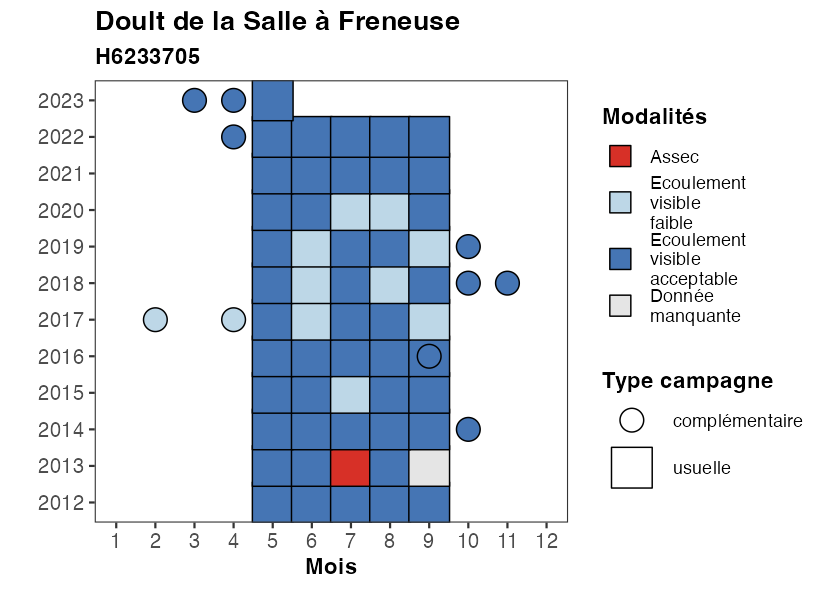 Doult de la Salle à Freneuse
H6233705
2023
2022
2021
2020
2019
2018
2017
2016
2015
2014
2013
2012
1 2 3 4 5 6 7 8 9 10 11 12
Mois
Modalités
Assec
Ecoulement
visible
faible
Ecoulement
visible
acceptable
Donnée
manquante
Type campagne
complémentaire
usuelle